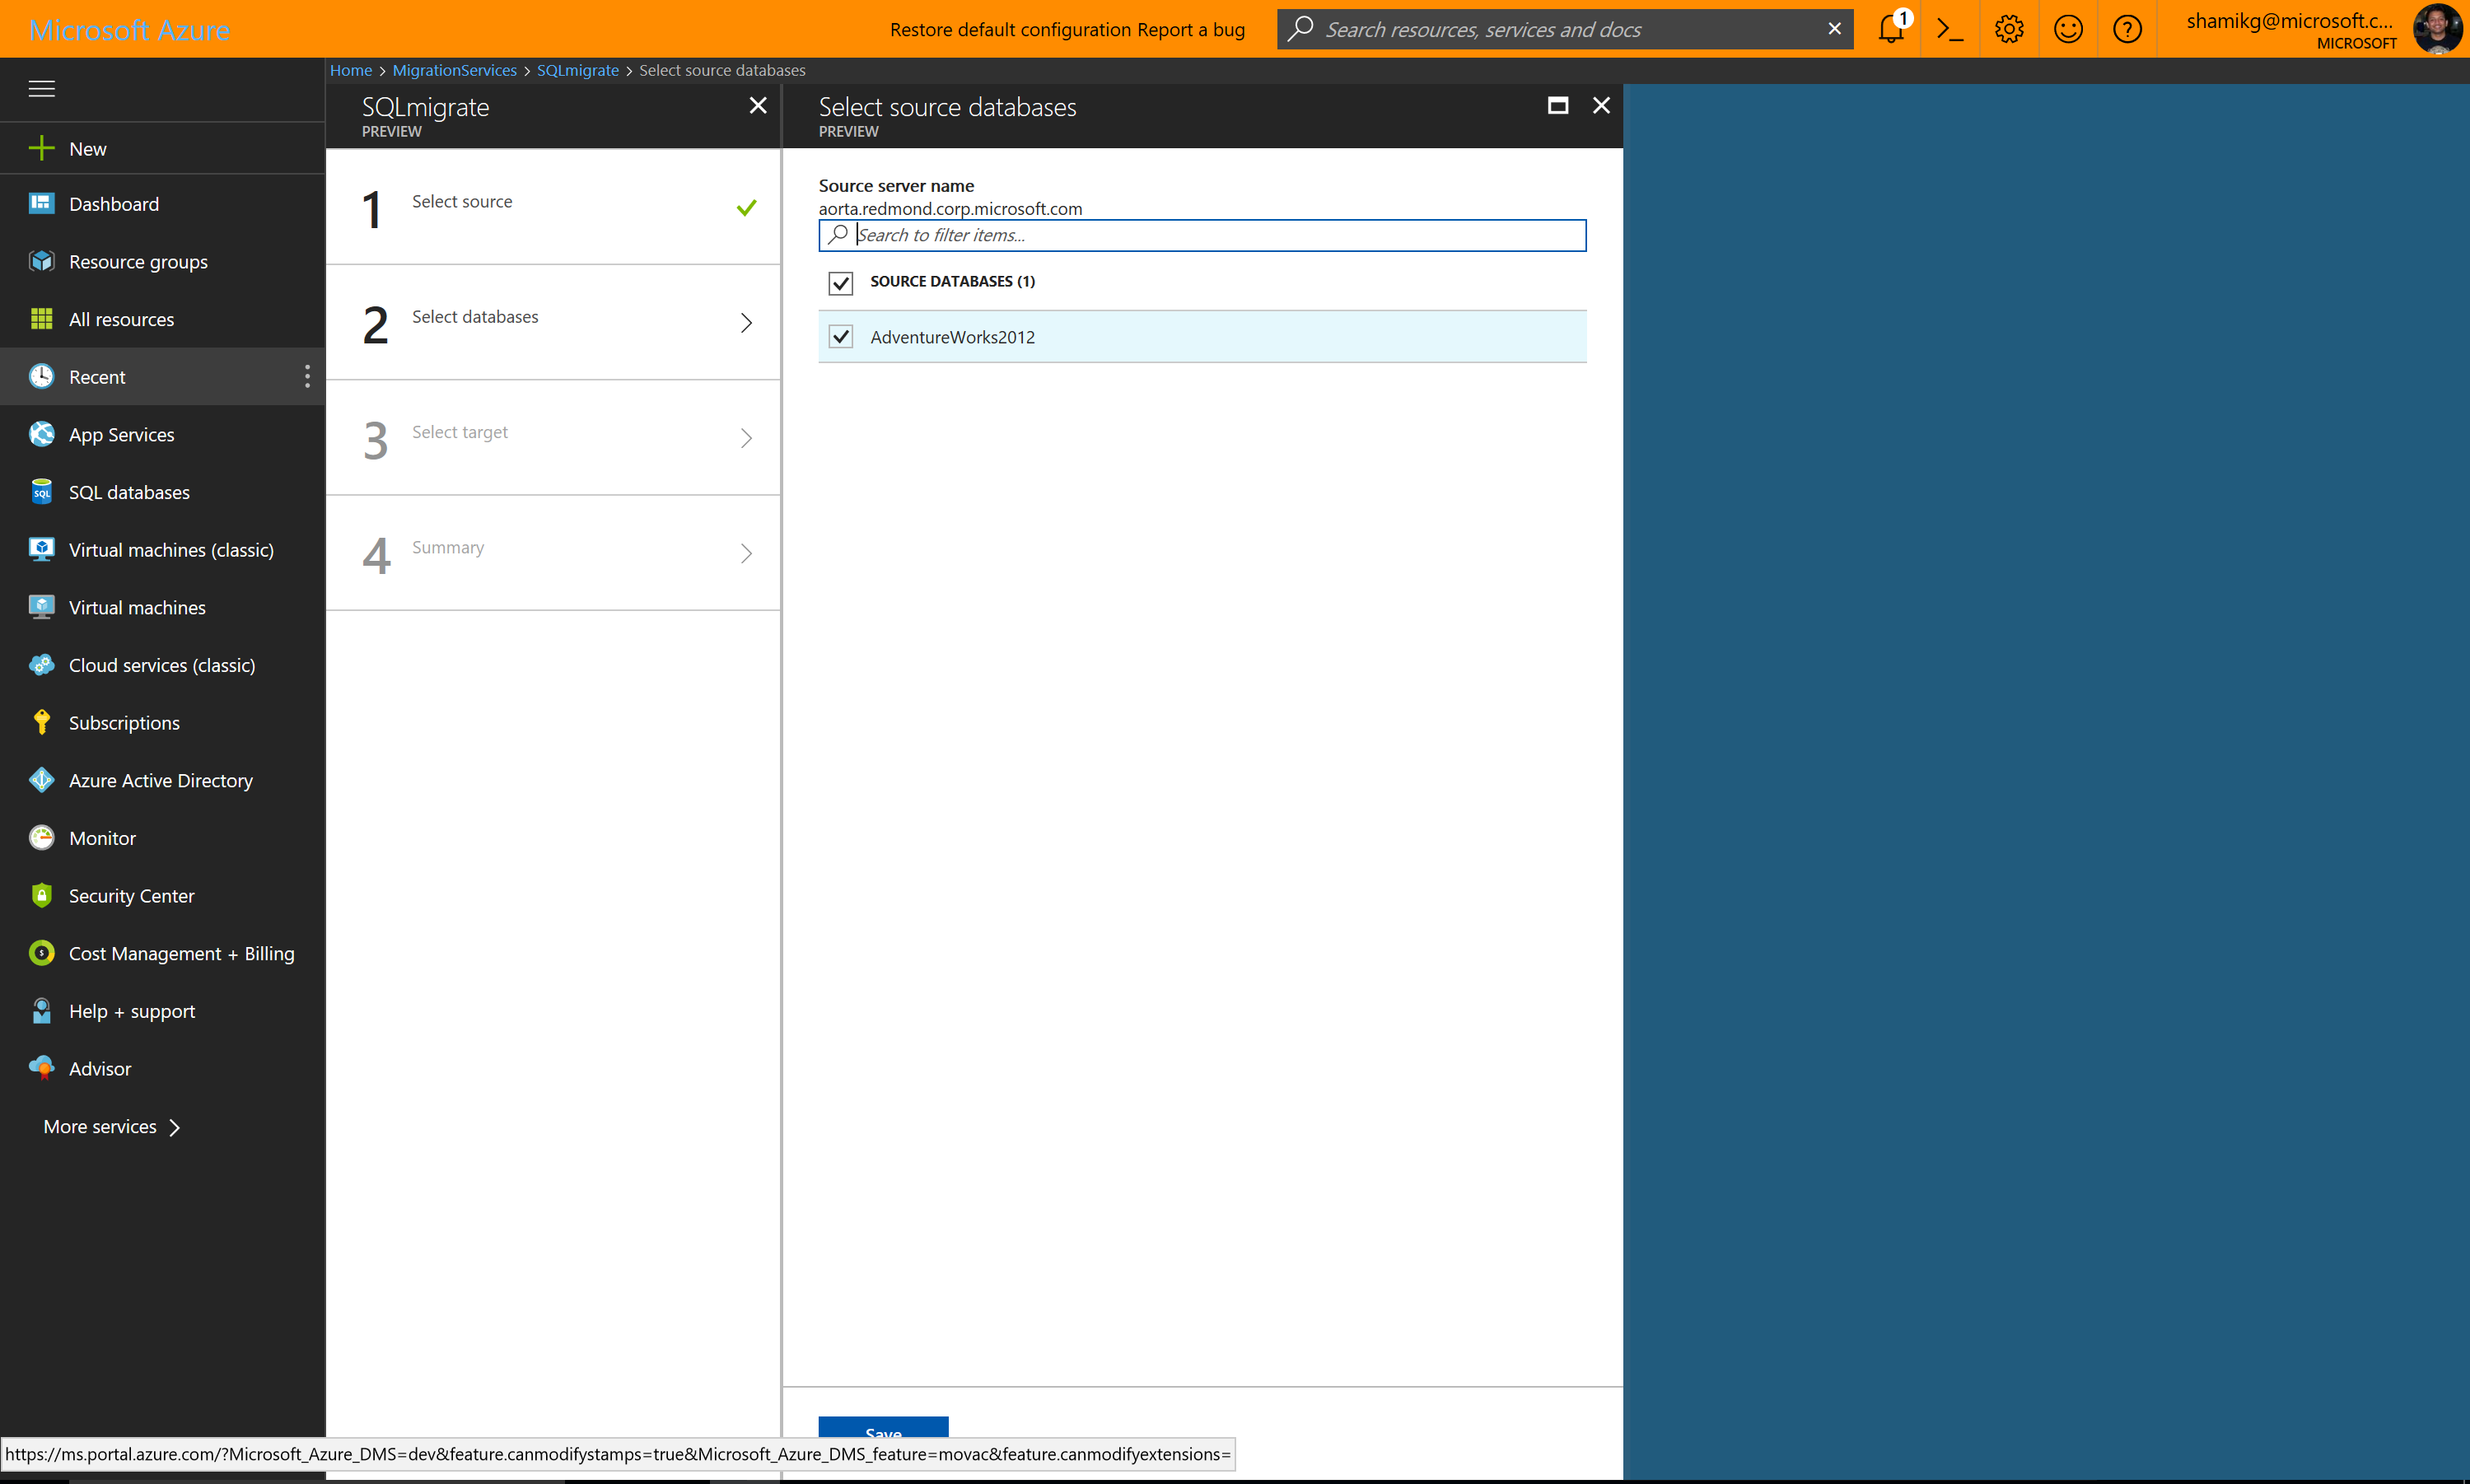 Microsoft Azure
Restore default configuration Report a bug
Search resources, services and docs
1
shamikg@microsoft.c...
MICROSOFT
Home > MigrationServices > SQLmigrate > Select source databases
New
Dashboard
Resource groups
All resources
Recent
App Services
SQL databases
SQL
Virtual machines (classic)
Virtual machines
Cloud services (classic)
Subscriptions
Azure Active Directory
Monitor
Security Center
Cost Management + Billing
Help + support
Advisor
More services >
SQLmigrate
PREVIEW
1 Select source
2 Select databases
3 Select target
4 Summary
Select source databases
PREVIEW
Source server name
aorta.redmond.corp.microsoft.com
Search to filter items...
SOURCE DATABASES (1)
AdventureWorks2012
Save
https://ms.portal.azure.com/?Microsoft_Azure_DMS=dev&feature.canmodifystamps=true&Microsoft_Azure_DMS_feature=movac&feature.canmodifyextensions=